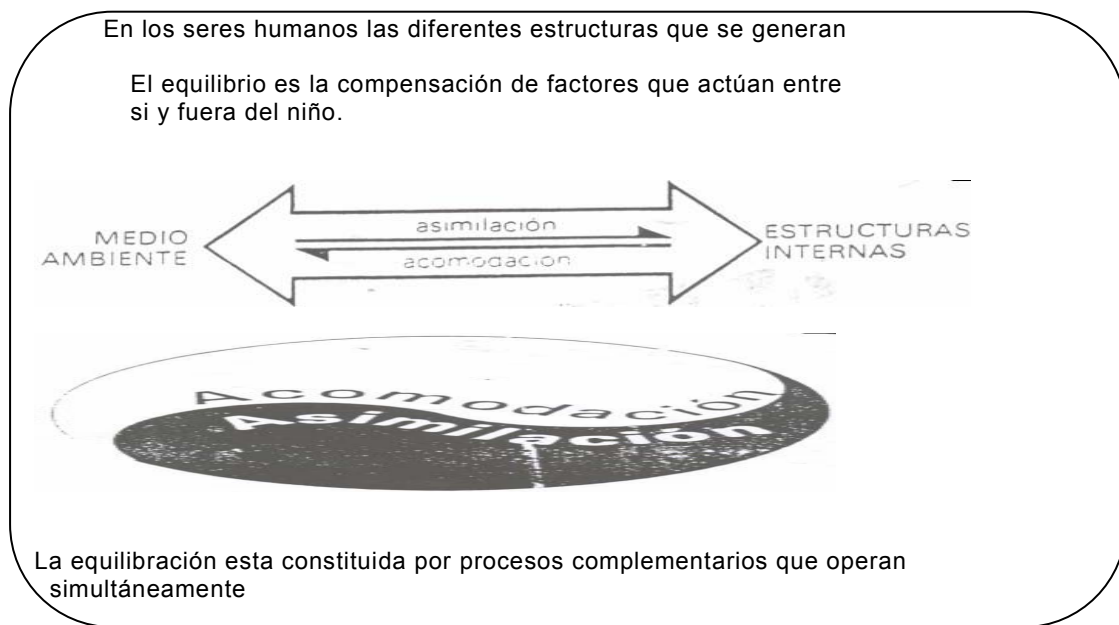 En los seres humanos las diferentes estructuras que se generan
El equilibrio es la compensación de factores que actúan entre
si y fuera del niño.
asimilación
MEDIO
AMBIENTE
ESTRUCTURAS
INTERNAS
acomodación
Acomodación
Asimilación
La equilibración esta constituida por procesos complementarios que operan
simultáneamente